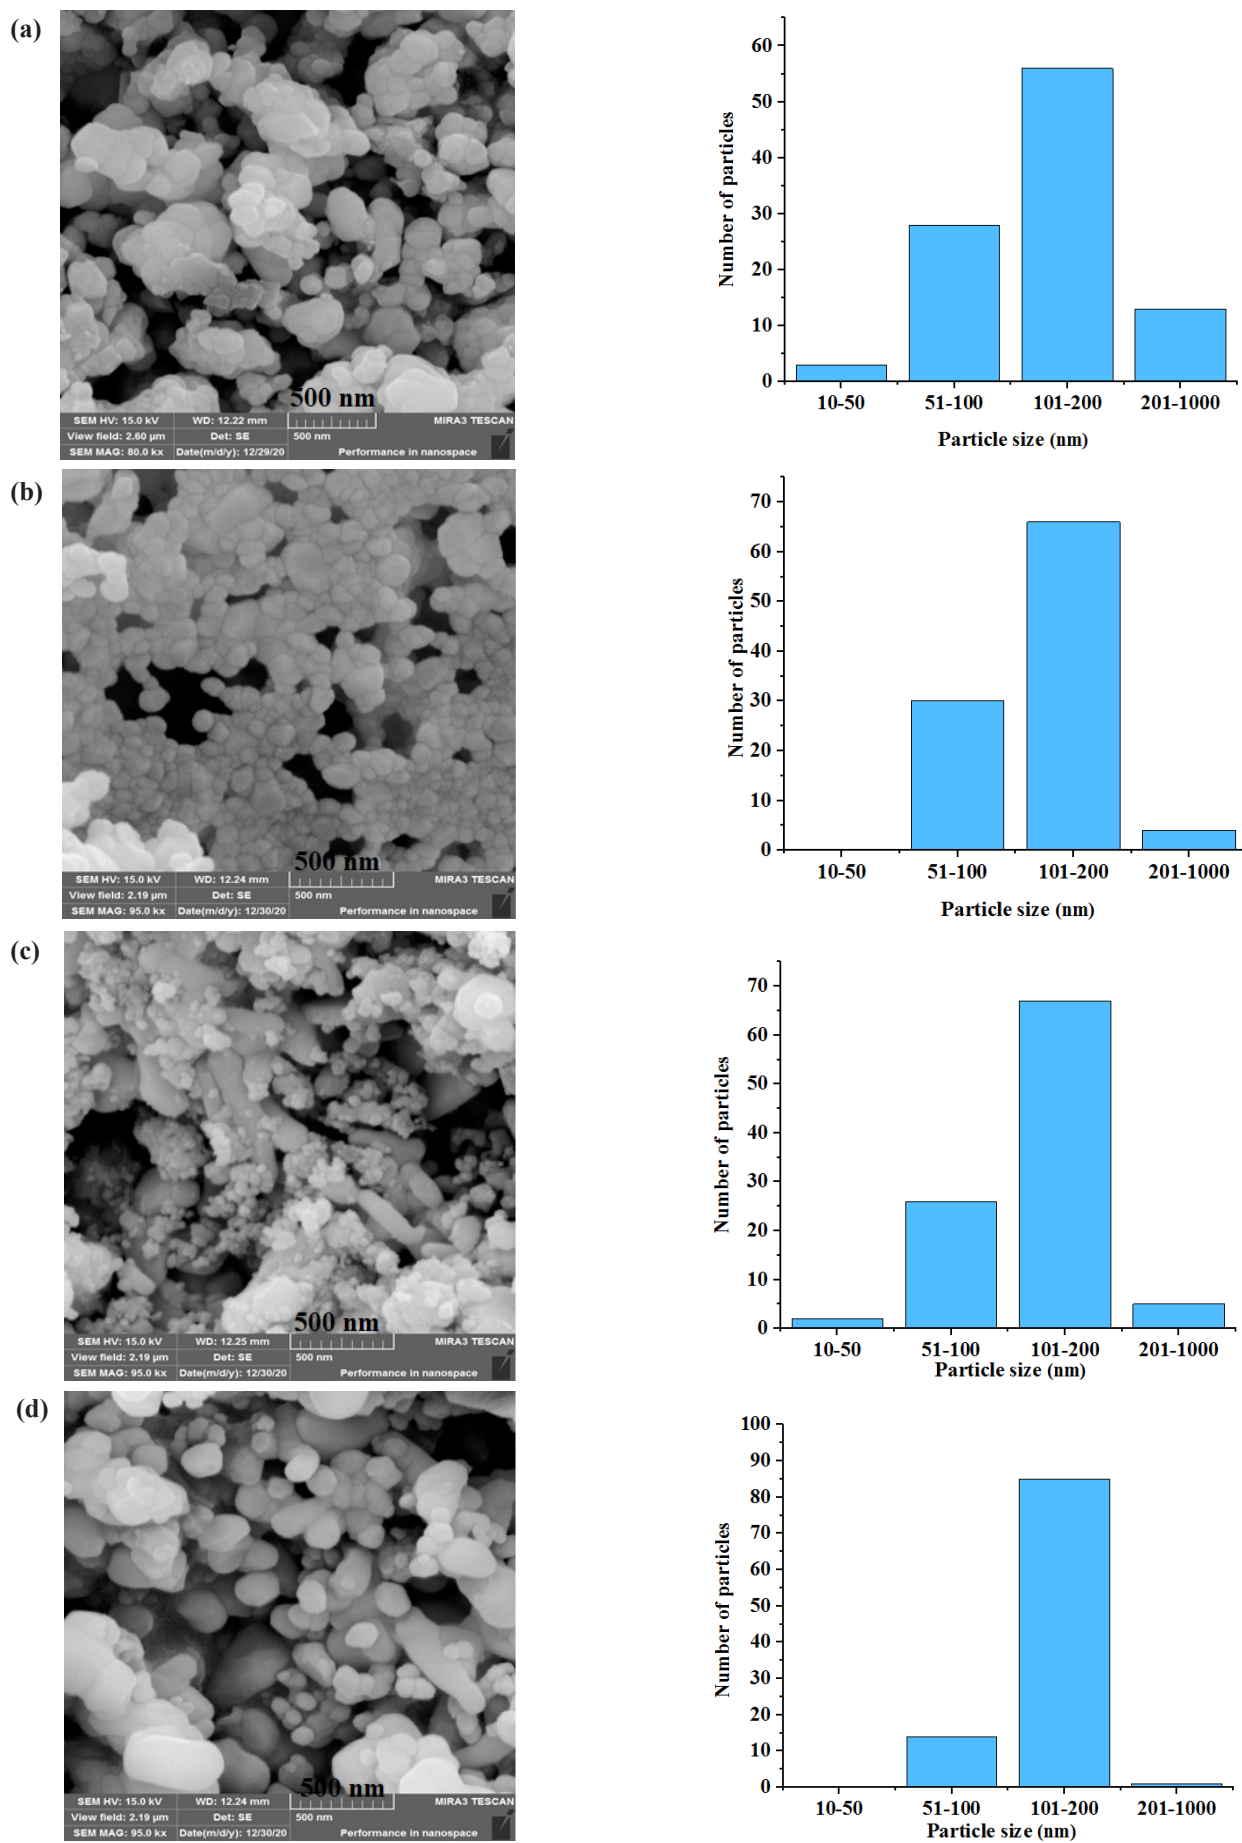 (a)
500 nm
SEM HV: 15.0 kV WD: 12.22 mm MIRA3 TESCAN
View field: 2.60 µm Det: SE 500 nm
SEM MAG: 80.0 kx Date(m/d/y): 12/29/20 Performance in nanospace
Number of particles
60
50
40
30
20
10
0
10-50 51-100 101-200 201-1000
Particle size (nm)
(b)
500 nm
SEM HV: 15.0 kV WD: 12.24 mm MIRA3 TESCAN
View field: 2.19 µm Det: SE 500 nm
SEM MAG: 95.0 kx Date(m/d/y): 12/30/20 Performance in nanospace
Number of particles
70
60
50
40
30
20
10
0
10-50 51-100 101-200 201-1000
Particle size (nm)
(c)
500 nm
SEM HV: 15.0 kV WD: 12.25 mm MIRA3 TESCAN
View field: 2.19 µm Det: SE 500 nm
SEM MAG: 95.0 kx Date(m/d/y): 12/30/20 Performance in nanospace
Number of particles
70
60
50
40
30
20
10
0
10-50 51-100 101-200 201-1000
Particle size (nm)
(d)
500 nm
SEM HV: 15.0 kV WD: 12.24 mm MIRA3 TESCAN
View field: 2.19 µm Det: SE 500 nm
SEM MAG: 95.0 kx Date(m/d/y): 12/30/20 Performance in nanospace
Number of particles
100
90
80
70
60
50
40
30
20
10
0
10-50 51-100 101-200 201-1000
Particle size (nm)